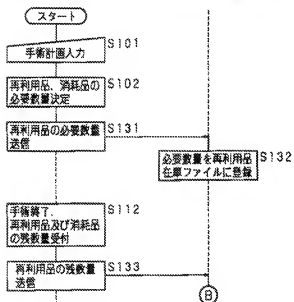 スタート
手術計画入力
S101
再利用品、消耗品の
必要数量決定
S102
再利用品の必要数量
送信
S131
必要数量を再利用品
在庫ファイルに登録
S132
手術終了、
再利用品及び消耗品
の残数量受付
S112
再利用品の残数量
送信
S133
B